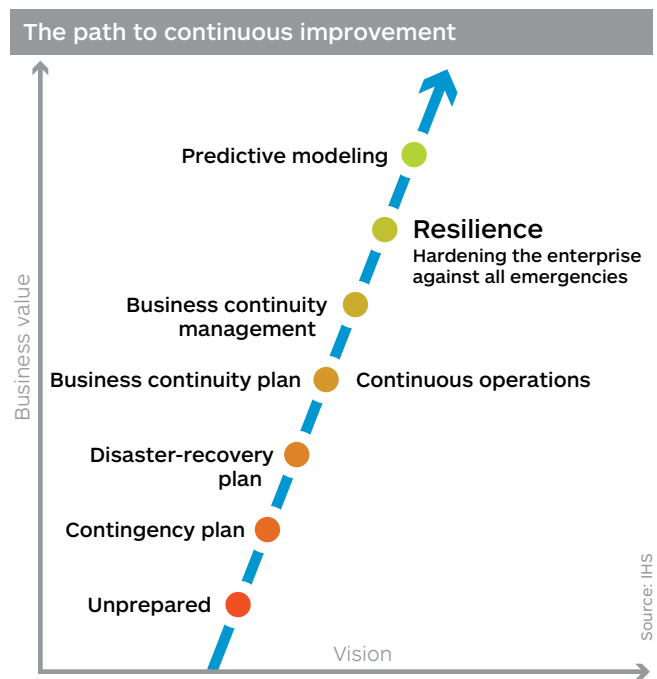 The path to continuous improvement
Predictive modeling
Resilience
Hardening the enterprise
against all emergencies
Business continuity
management
Business continuity plan
Continuous operations
Disaster-recovery
plan
Contingency plan
Unprepared
Business value
Vision
Source: IHS